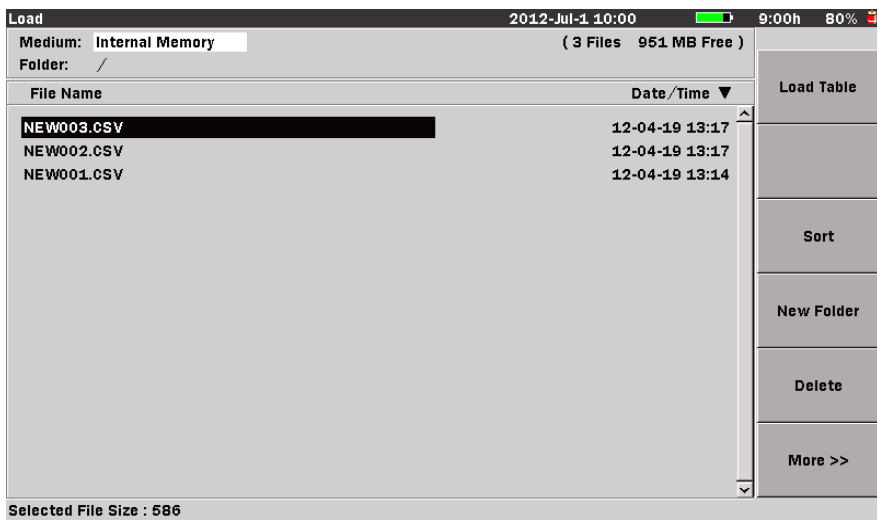 Load 2012-Jul-1 10:00 9:00h 80%
Medium: Internal Memory ( 3 Files 951 MB Free )
Folder: /
File Name Date/Time ▼
NEW003.CSV 12-04-19 13:17
NEW002.CSV 12-04-19 13:17
NEW001.CSV 12-04-19 13:14
Load Table
Sort
New Folder
Delete
More >>
Selected File Size : 586